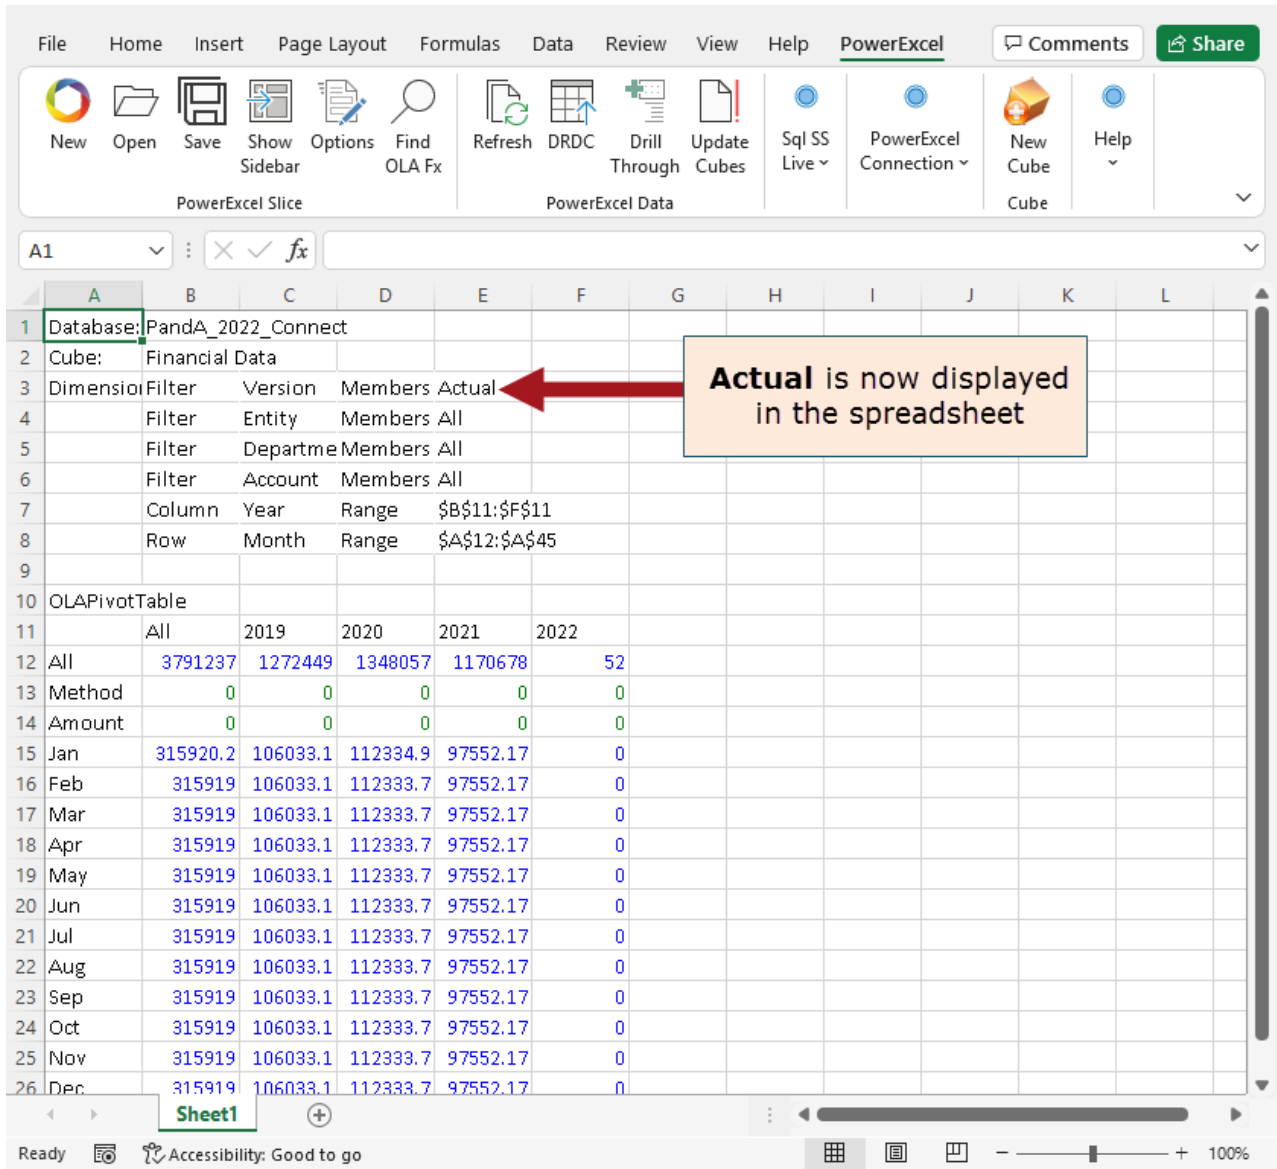 File Home Insert Page Layout Formulas Data Review View Help PowerExcel Comments Share
New Open Save Show Sidebar Options Find OLA Fx Refresh DRDC Drill Through Update Cubes Sql SS Live PowerExcel Connection New Cube Help
PowerExcel Slice PowerExcel Data Cube
A1 fx
A B C D E F G H I J K L
1 Database: PandA_2022_Connect
2 Cube: Financial Data
3 Dimensio Filter Version Members Actual
Actual is now displayed
in the spreadsheet
4 Filter Entity Members All
5 Filter Departme Members All
6 Filter Account Members All
7 Column Year Range $B$11:$F$11
8 Row Month Range $A$12:$A$45
9
10 OLAPivotTable
11 All 2019 2020 2021 2022
12 All 3791237 1272449 1348057 1170678 52
13 Method 0 0 0 0 0
14 Amount 0 0 0 0 0
15 Jan 315920.2 106033.1 112334.9 97552.17 0
16 Feb 315919 106033.1 112333.7 97552.17 0
17 Mar 315919 106033.1 112333.7 97552.17 0
18 Apr 315919 106033.1 112333.7 97552.17 0
19 May 315919 106033.1 112333.7 97552.17 0
20 Jun 315919 106033.1 112333.7 97552.17 0
21 Jul 315919 106033.1 112333.7 97552.17 0
22 Aug 315919 106033.1 112333.7 97552.17 0
23 Sep 315919 106033.1 112333.7 97552.17 0
24 Oct 315919 106033.1 112333.7 97552.17 0
25 Nov 315919 106033.1 112333.7 97552.17 0
26 Dec 315919 106033.1 112333.7 97552.17 0
Sheet1
Ready Accessibility: Good to go 100%